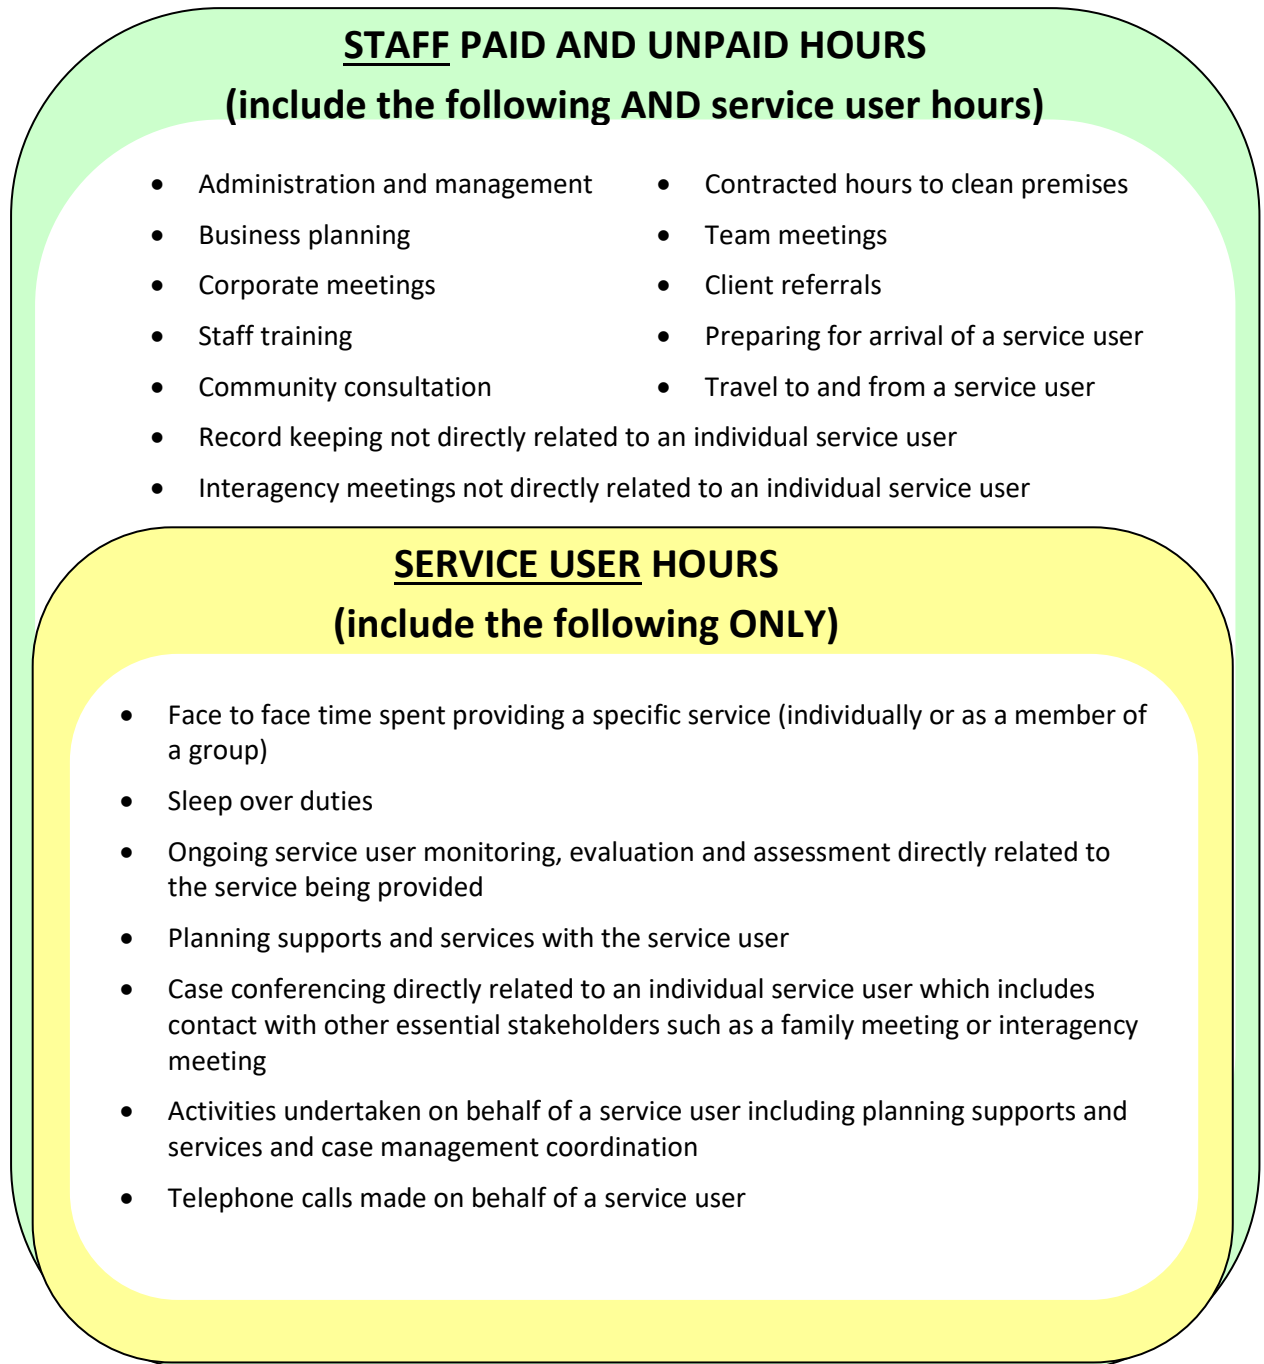 STAFF PAID AND UNPAID HOURS
(include the following AND service user hours)
• Administration and management
• Business planning
• Corporate meetings
• Staff training
• Community consultation
• Contracted hours to clean premises
• Team meetings
• Client referrals
• Preparing for arrival of a service user
• Travel to and from a service user
• Record keeping not directly related to an individual service user
• Interagency meetings not directly related to an individual service user
SERVICE USER HOURS
(include the following ONLY)
• Face to face time spent providing a specific service (individually or as a member of
a group)
• Sleep over duties
• Ongoing service user monitoring, evaluation and assessment directly related to
the service being provided
• Planning supports and services with the service user
• Case conferencing directly related to an individual service user which includes
contact with other essential stakeholders such as a family meeting or interagency
meeting
• Activities undertaken on behalf of a service user including planning supports and
services and case management coordination
• Telephone calls made on behalf of a service user